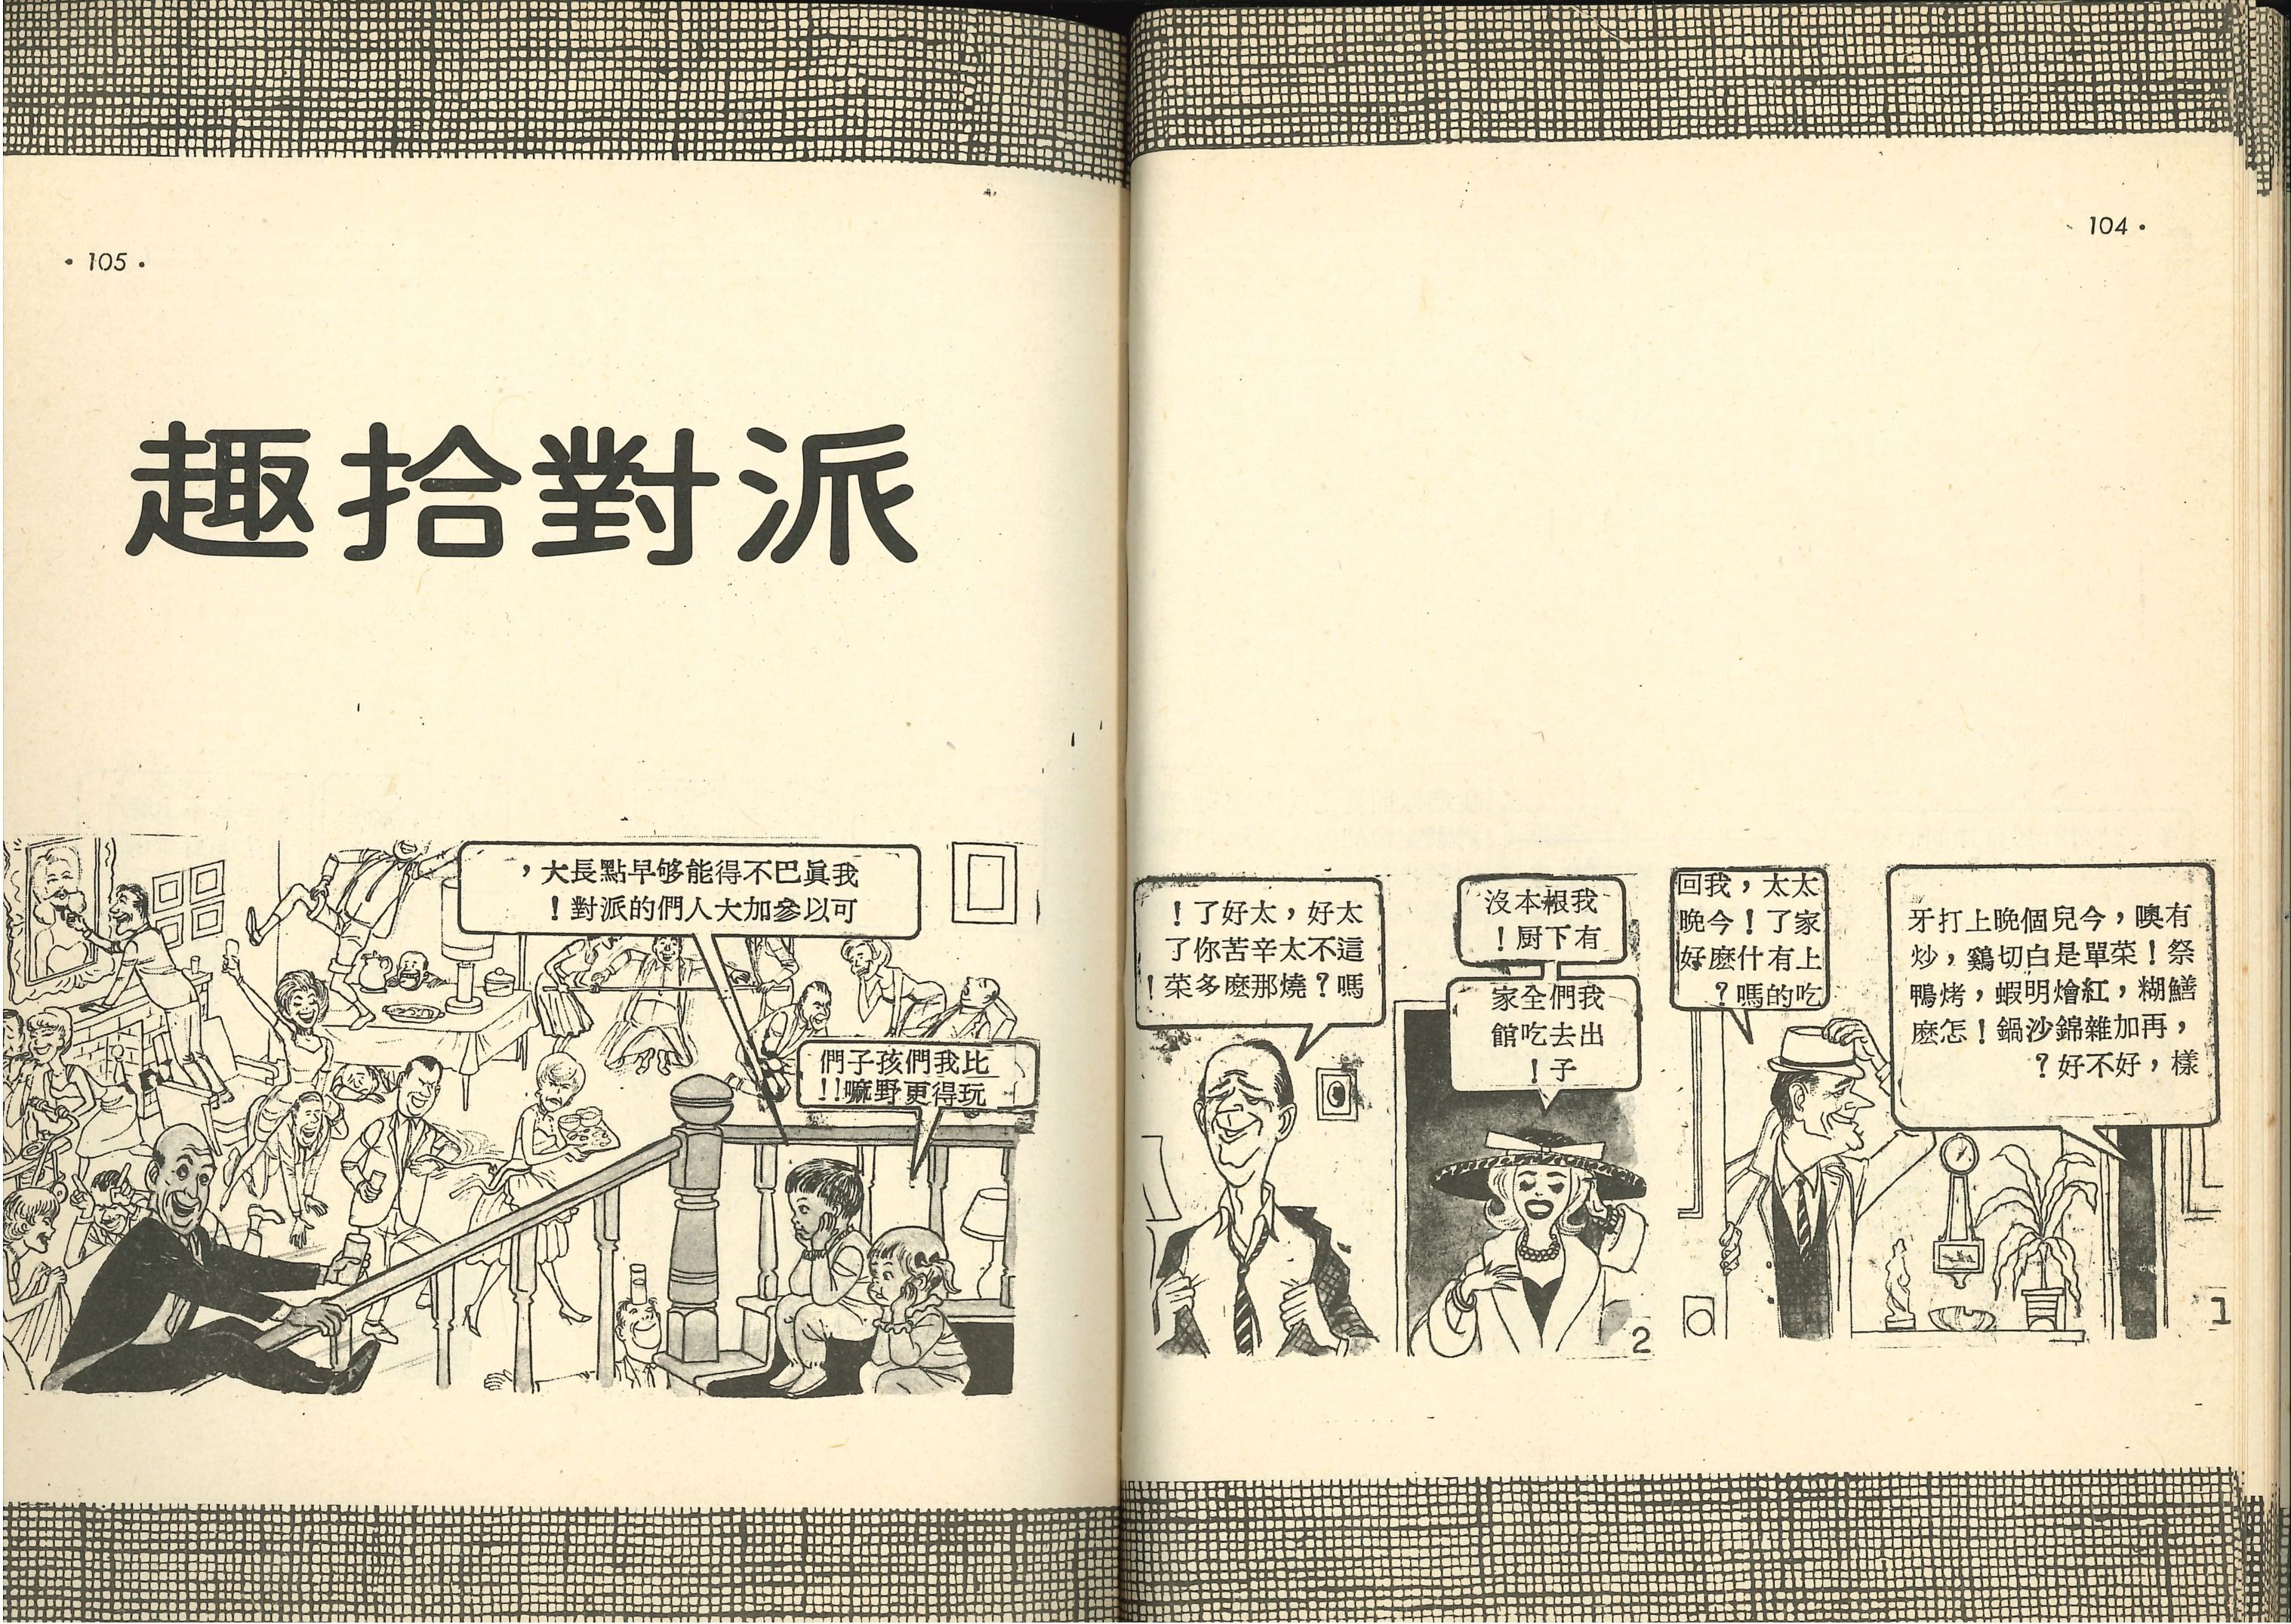 104 •
太太，我回
家了！今晚
上有什麽好
吃的嗎？
有噢，今兒個晚上打牙
祭！菜單是白切鷄，炒
鱔糊，紅燴明蝦，烤鴨
，再加雜錦沙鍋！怎麽
樣，好不好？
1
太好，太好了！
這不太辛苦你了
嗎？燒那麽多菜！
我根本沒
有下厨！
我們全家
出去吃館
子！
2
• 105 •
派對拾趣
我眞巴不得能够早點長大，
可以參加大人們的派對！
比我們孩子們
玩得更野嘛!!